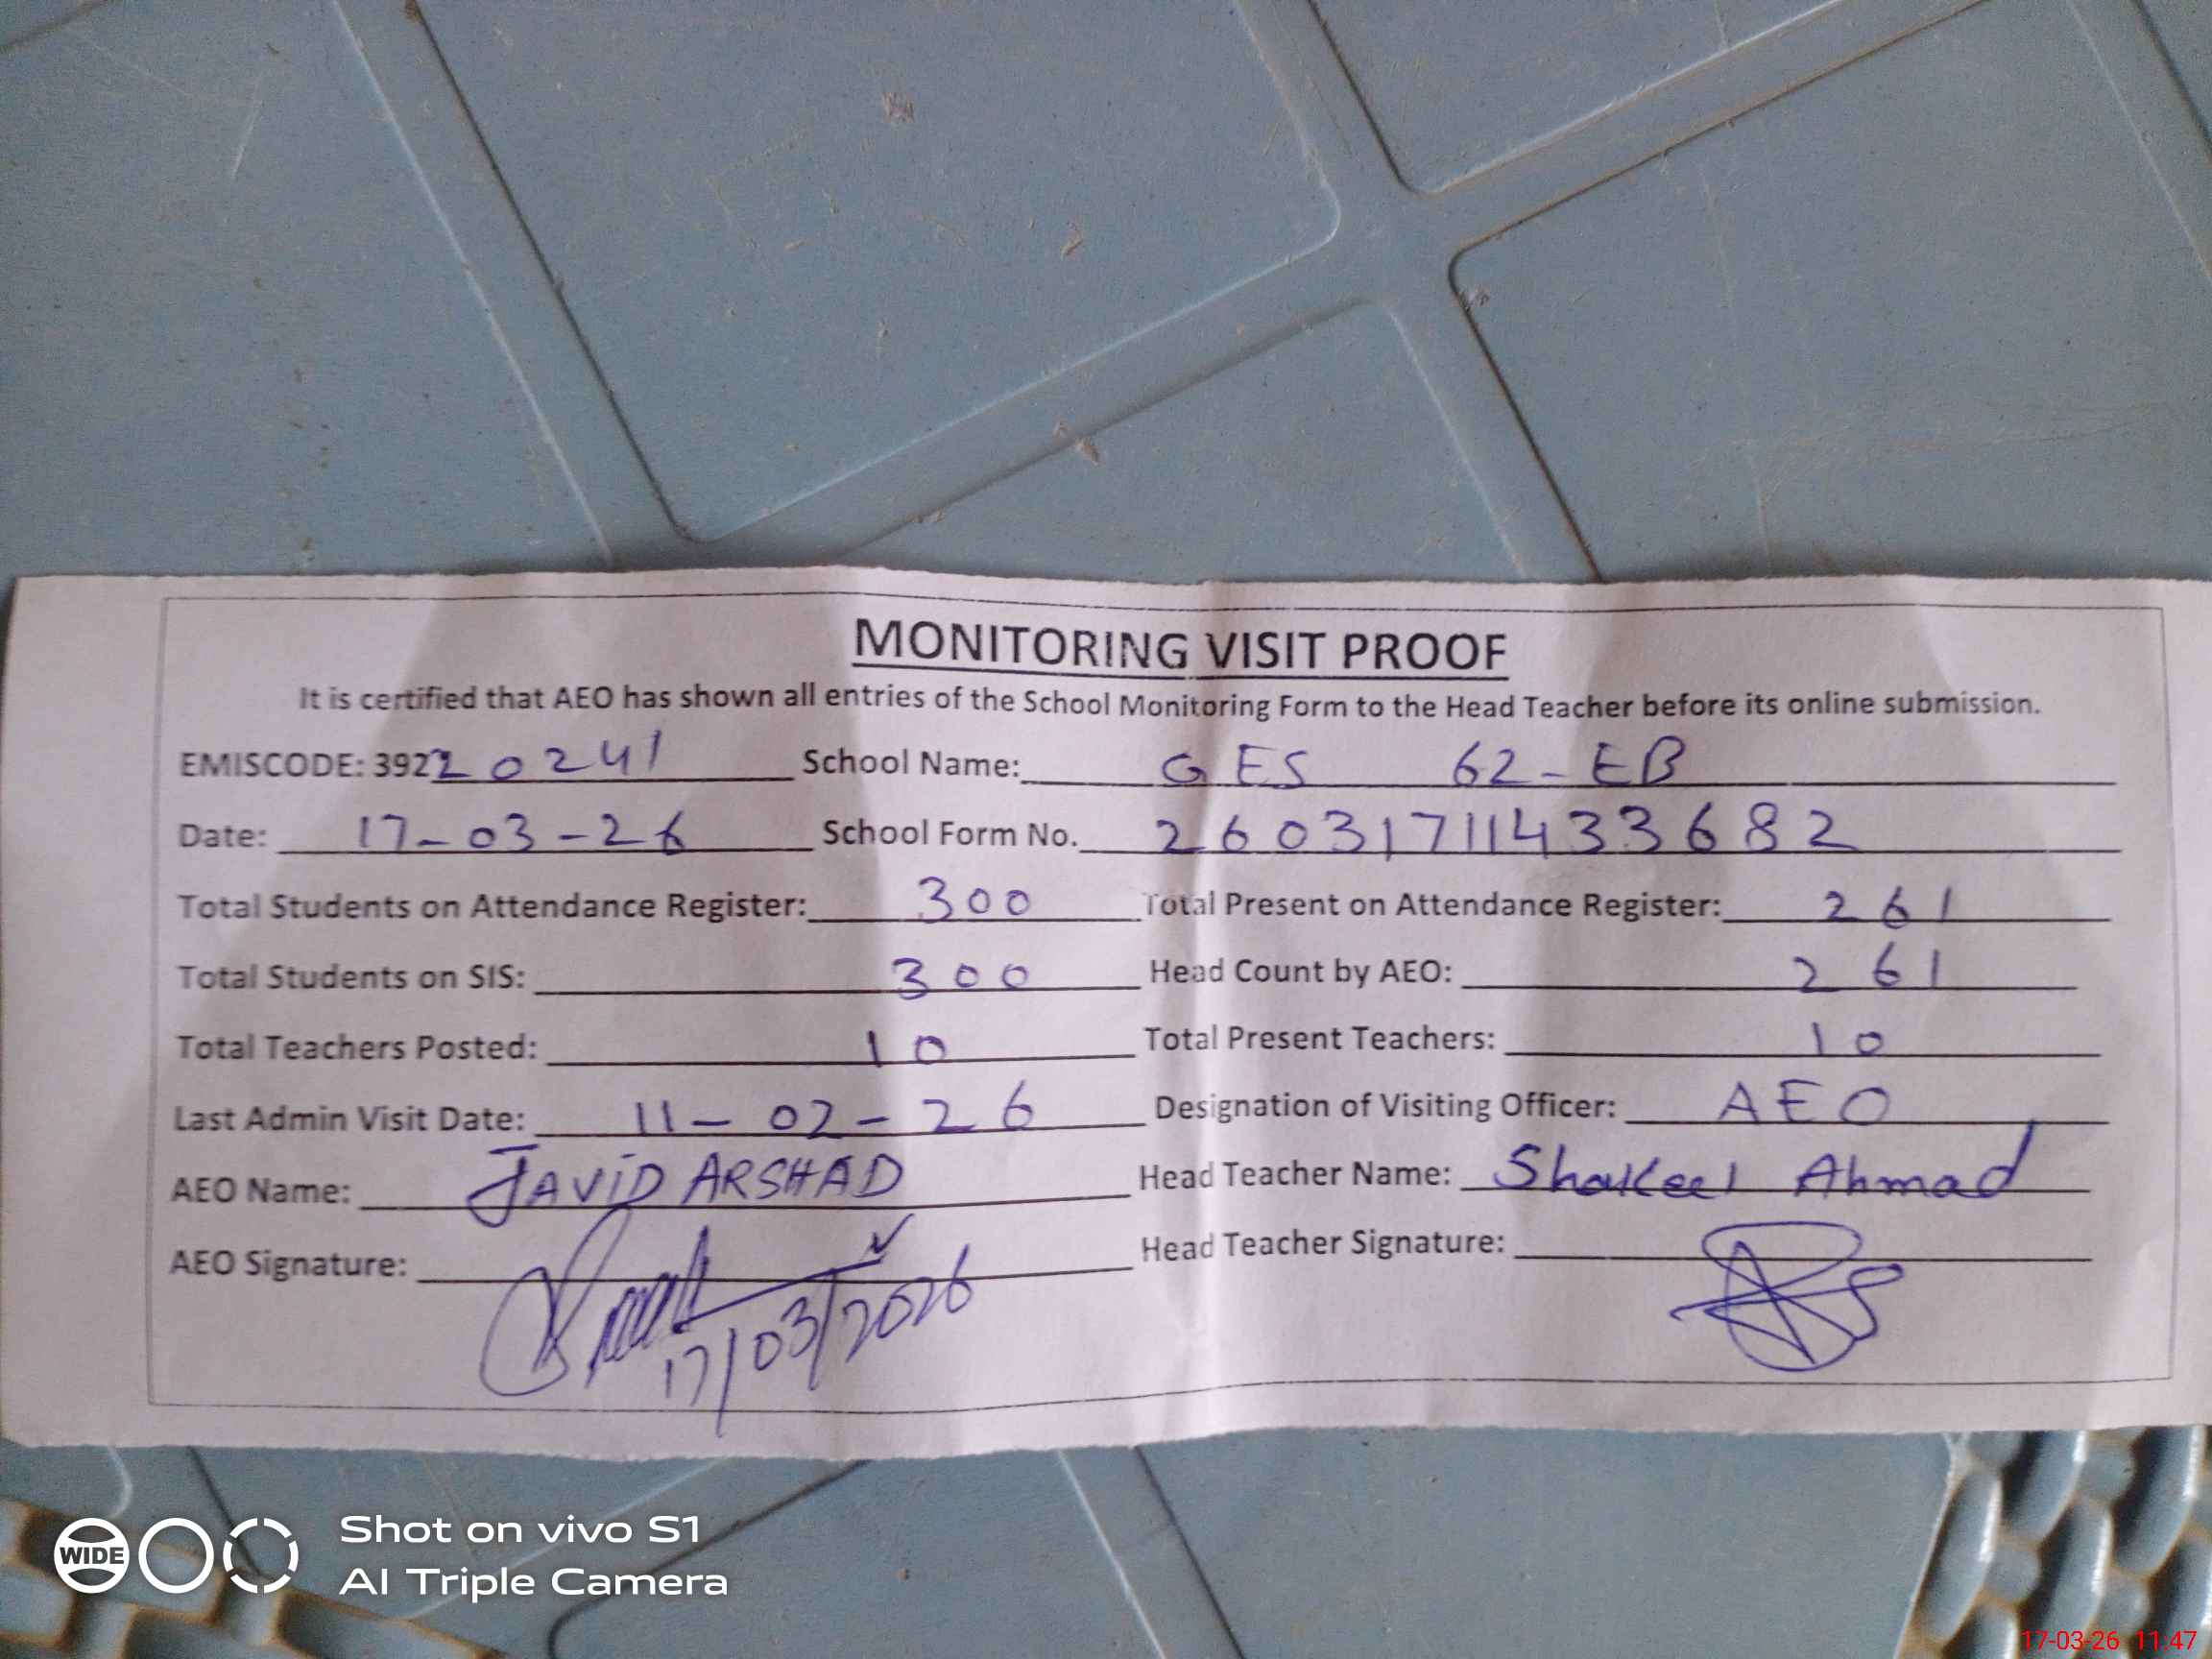 MONITORING VISIT PROOF
It is certified that AEO has shown all entries of the School Monitoring Form to the Head Teacher before its online submission.
EMISCODE: 39220241 School Name: GES 62-EB
Date: 17-03-26 School Form No. 26031711433682
Total Students on Attendance Register: 300 Total Present on Attendance Register: 261
Total Students on SIS: 300 Head Count by AEO: 261
Total Teachers Posted: 10 Total Present Teachers: 10
Last Admin Visit Date: 11-02-26 Designation of Visiting Officer: AEO
AEO Name: JAVID ARSHAD Head Teacher Name: Shakeel Ahmad
AEO Signature: Head Teacher Signature:
17/03/2026
WIDE
Shot on vivo S1
AI Triple Camera
17-03-26 11:47